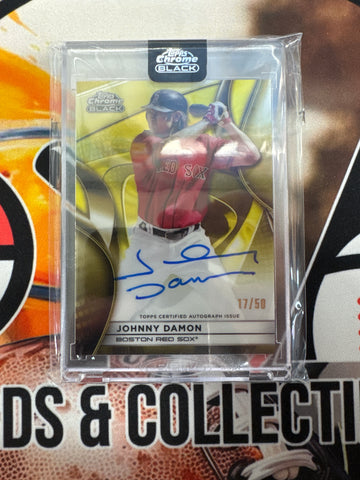 Topps
Chrome
BLACK
Topps
Chrome
BLACK
RED SOX
17/50
TOPPS CERTIFIED AUTOGRAPH ISSUE
JOHNNY DAMON
BOSTON RED SOX
DS & COLLECTI